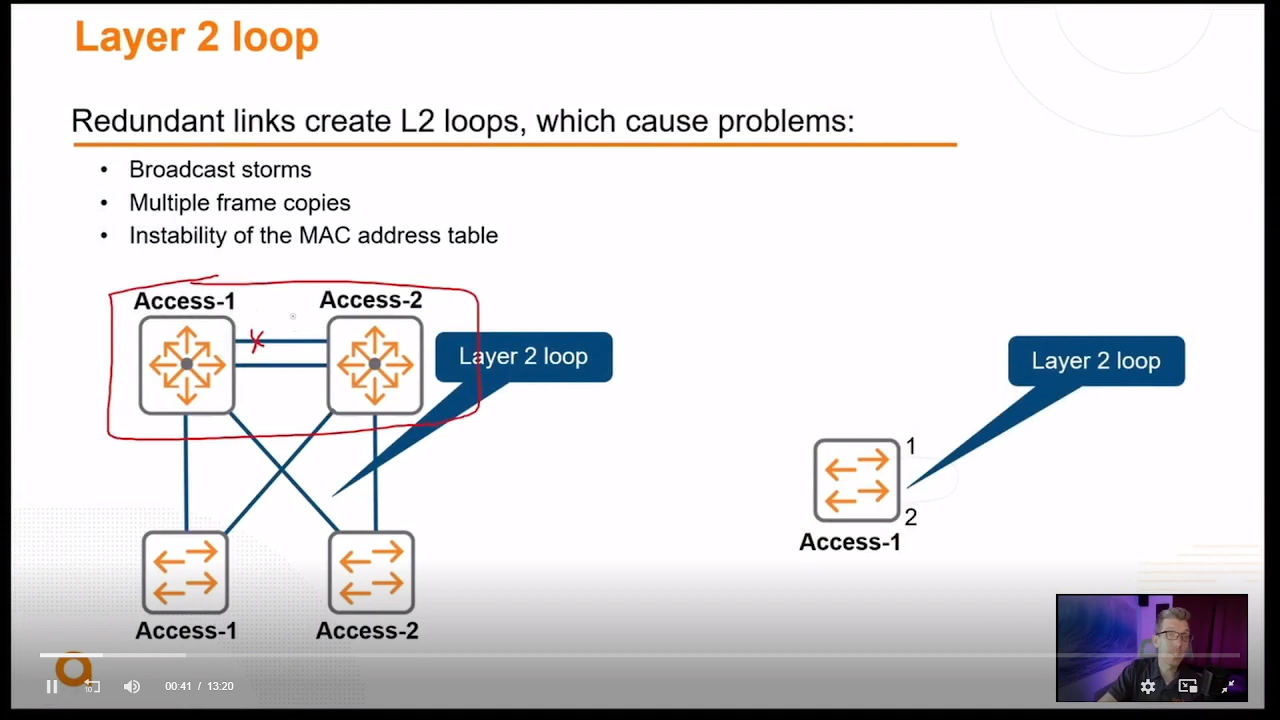 Layer 2 loop
Redundant links create L2 loops, which cause problems:
• Broadcast storms
• Multiple frame copies
• Instability of the MAC address table
Access-1
Access-2
Layer 2 loop
Layer 2 loop
1
2
Access-1
Access-1
Access-2
10
00:41 / 13:20